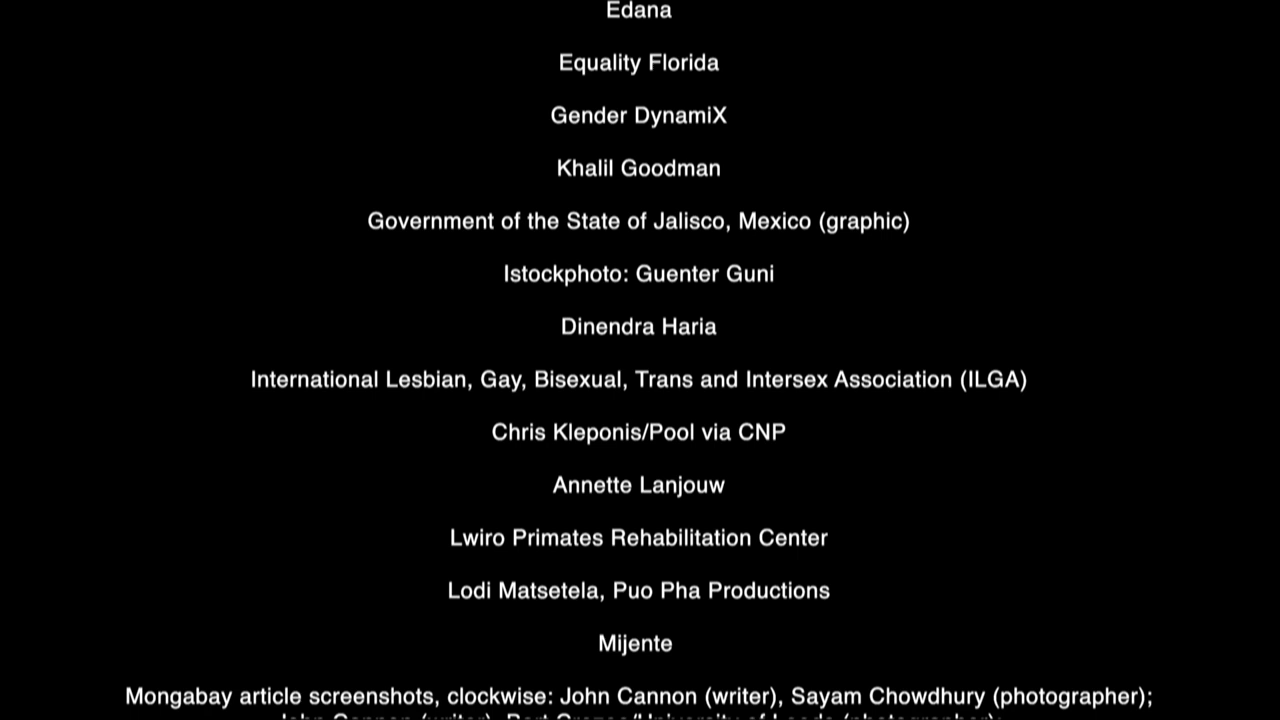 Edana
Equality Florida
Gender DynamiX
Khalil Goodman
Government of the State of Jalisco, Mexico (graphic)
Istockphoto: Guenter Guni
Dinendra Haria
International Lesbian, Gay, Bisexual, Trans and Intersex Association (ILGA)
Chris Kleponis/Pool via CNP
Annette Lanjouw
Lwiro Primates Rehabilitation Center
Lodi Matsetela, Puo Pha Productions
Mijente
Mongabay article screenshots, clockwise: John Cannon (writer), Sayam Chowdhury (photographer);